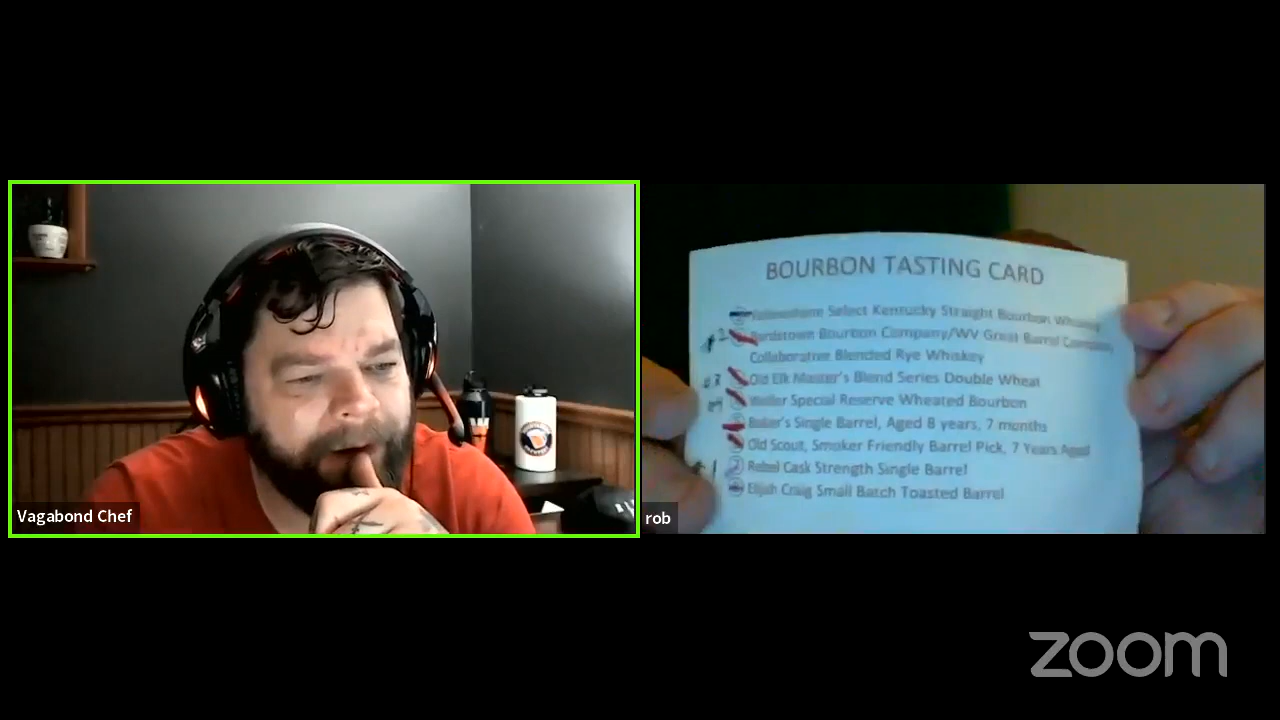 BOURBON TASTING CARD
Yellowstone Select Kentucky Straight Bourbon Whiskey
Bardstown Bourbon Company/WV Great Barrel Company
Collaborative Blended Rye Whiskey
Old Elk Master's Blend Series Double Wheat
Weller Special Reserve Wheated Bourbon
Baker's Single Barrel, Aged 8 years, 7 months
Old Scout, Smoker Friendly Barrel Pick, 7 Years Aged
Rebel Cask Strength Single Barrel
Elijah Craig Small Batch Toasted Barrel
Vagabond Chef
rob
zoom